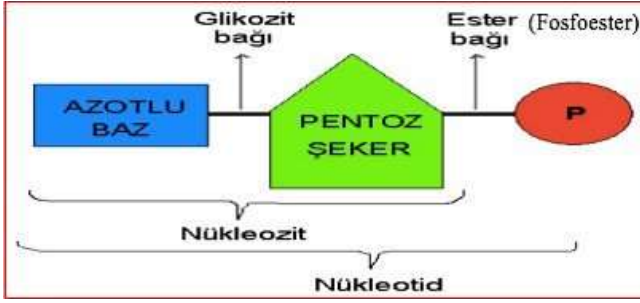 Glikozit
bağı
Ester (Fosfoester)
bağı
AZOTLU
BAZ
PENTOZ
ŞEKER
P
Nükleozit
Nükleotid